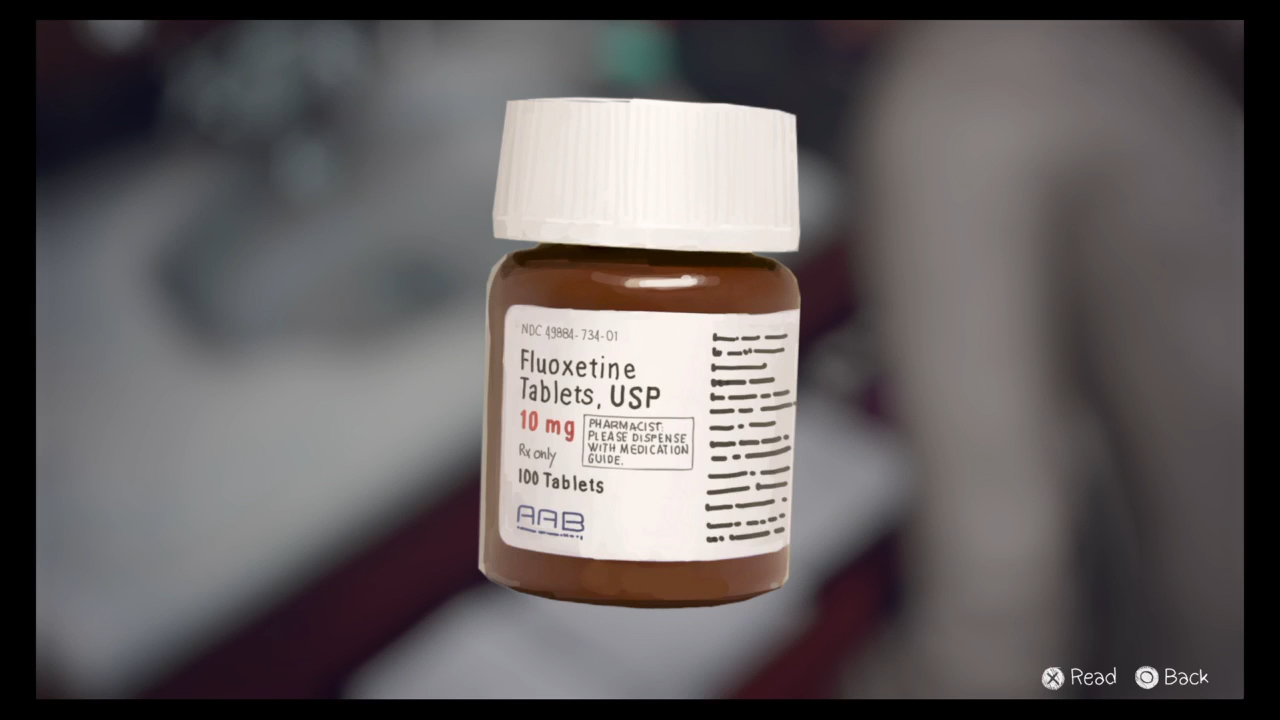 NDC 49884-734-01
Fluoxetine
Tablets, USP
10 mg
PHARMACIST:
PLEASE DISPENSE
WITH MEDICATION
GUIDE.
Rx only
100 Tablets
AAB
Read
Back